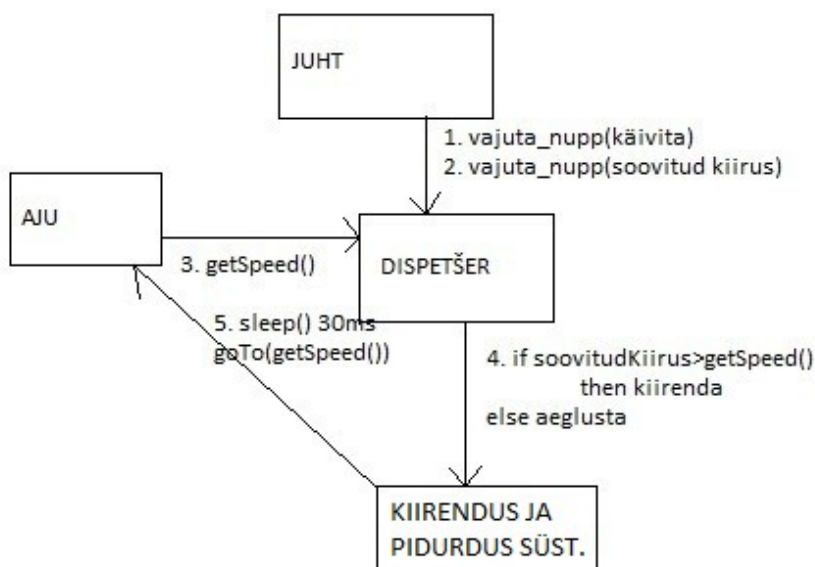 JUHT
1. vajuta_nupp(käivita)
2. vajuta_nupp(soovitud kiirus)
AJU
3. getSpeed()
DISPETŠER
5. sleep() 30ms
goTo(getSpeed())
4. if soovitudKiirus>getSpeed()
then kiirenda
else aeglusta
KIIRENDUS JA
PIDURDUS SÜST.